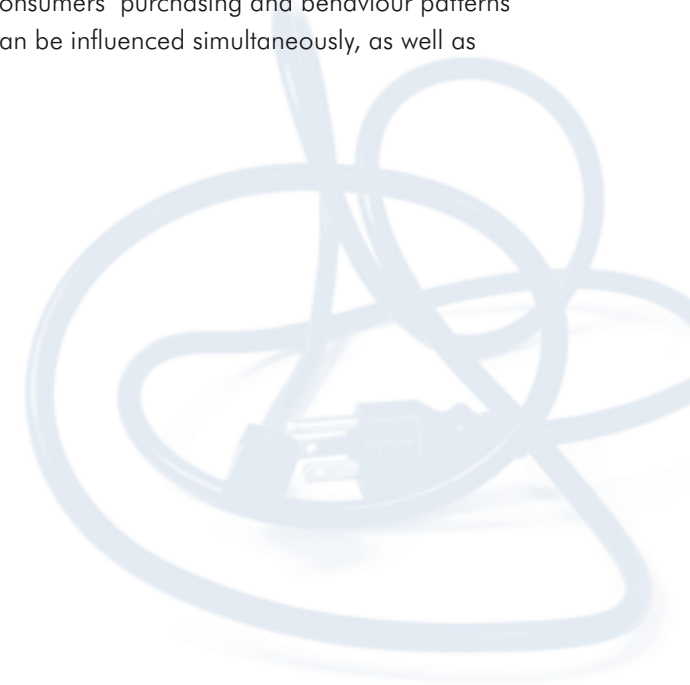 onsumers' purchasing and behaviour patterns
an be influenced simultaneously, as well as